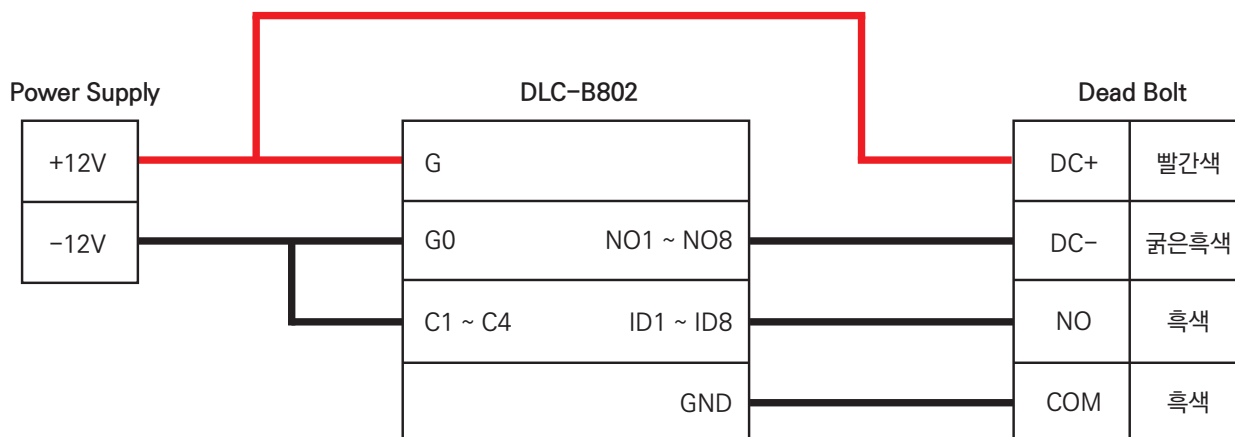 Power Supply
DLC-B802
Dead Bolt
+12V
G
DC+
빨간색
-12V
G0
NO1 ~ NO8
DC-
굵은흑색
C1 ~ C4
ID1 ~ ID8
NO
흑색
GND
COM
흑색